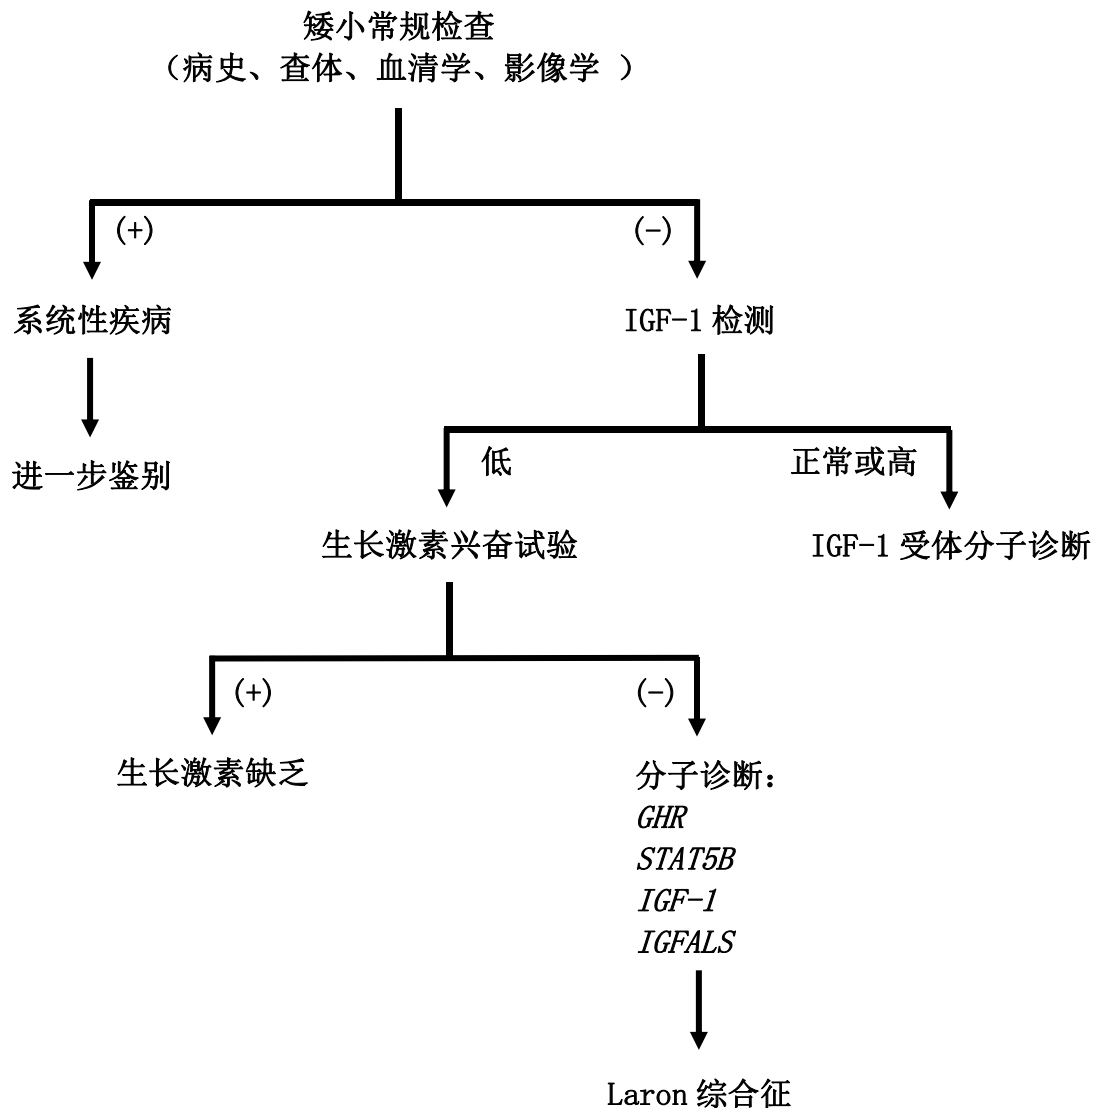 矮小常规检查
（病史、查体、血清学、影像学 ）
(+)
(-)
系统性疾病
IGF-1 检测
进一步鉴别
低
正常或高
生长激素兴奋试验
IGF-1 受体分子诊断
(+)
(-)
生长激素缺乏
分子诊断：
GHR
STAT5B
IGF-1
IGFALS
Laron 综合征